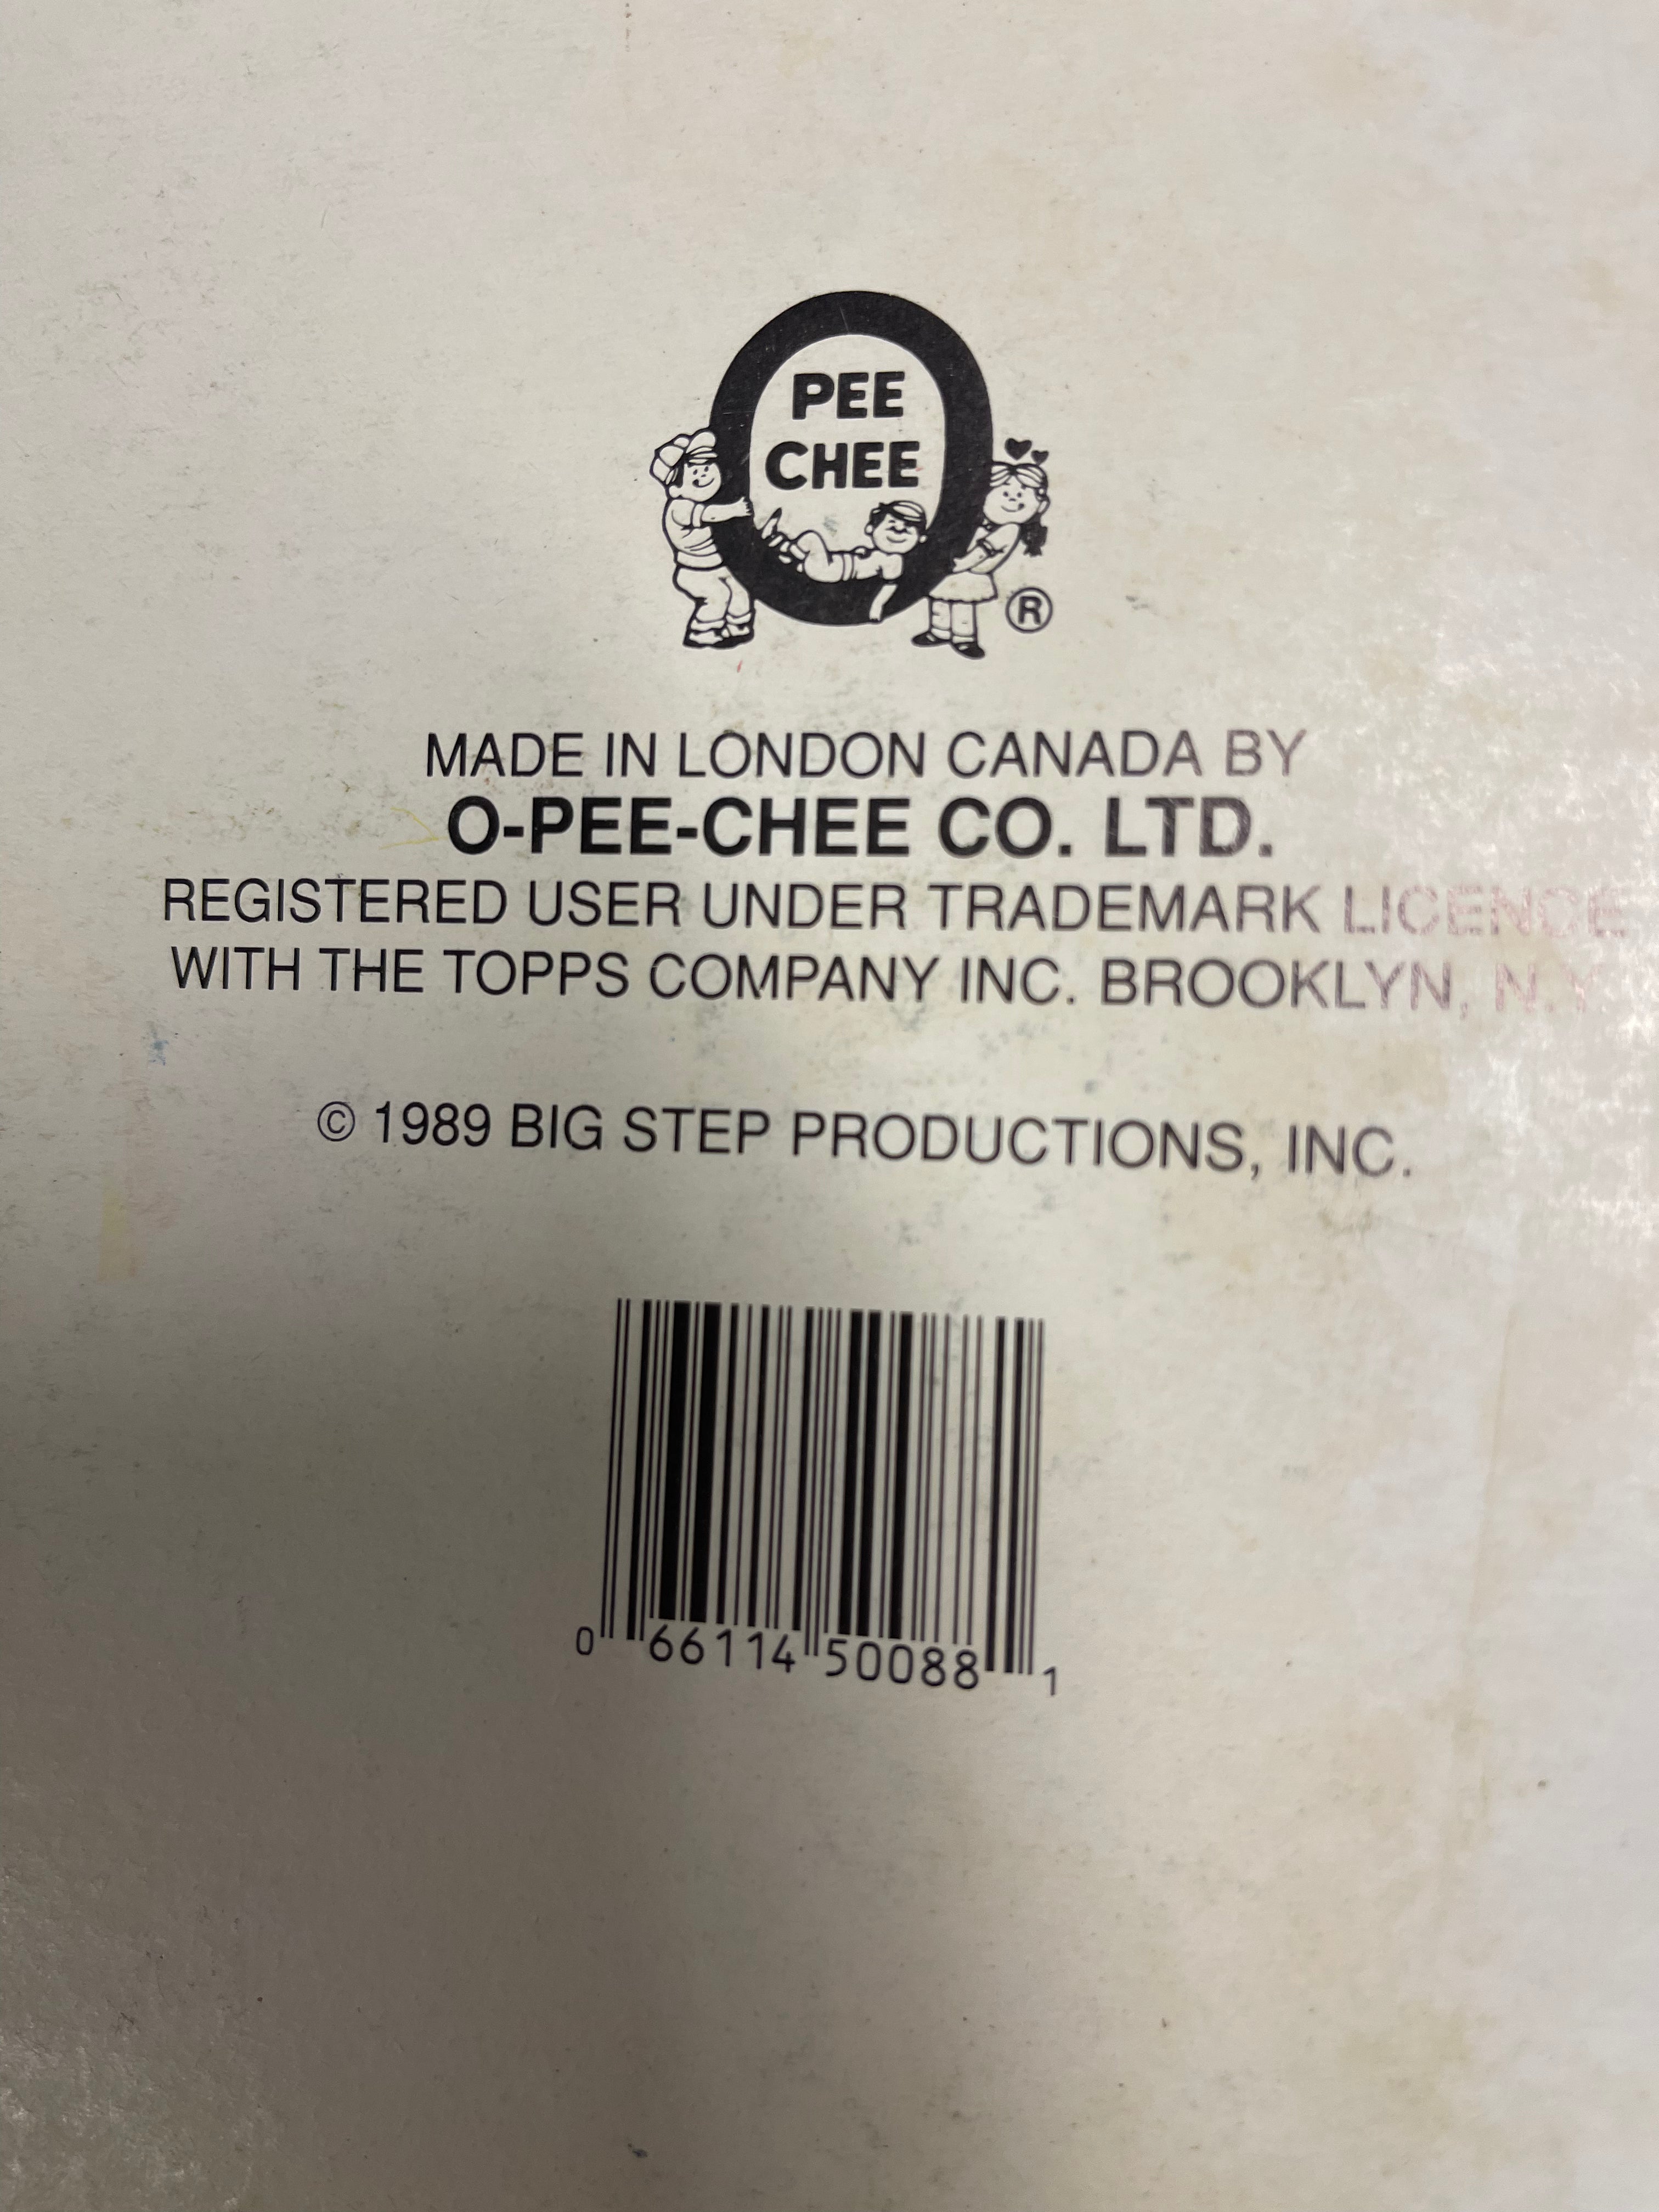 PEE
CHEE
®
MADE IN LONDON CANADA BY
O-PEE-CHEE CO. LTD.
REGISTERED USER UNDER TRADEMARK LICENCE
WITH THE TOPPS COMPANY INC. BROOKLYN, N.Y.
© 1989 BIG STEP PRODUCTIONS, INC.
0 66114 50088 1